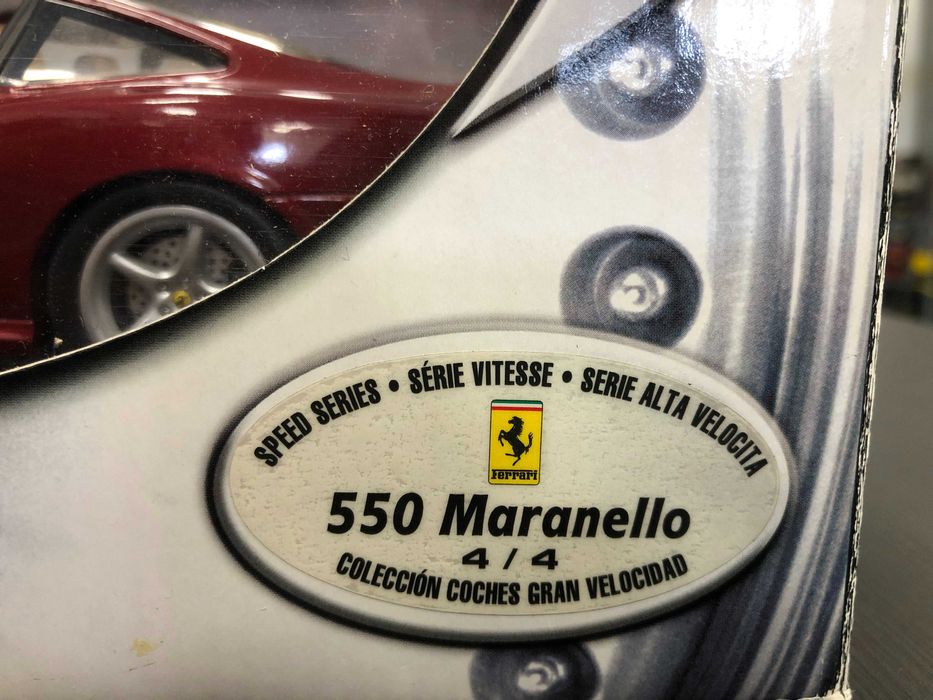 SPEED SERIES • SÉRIE VITESSE • SERIE ALTA VELOCITA
Ferrari
550 Maranello
4 / 4
COLECCIÓN COCHES GRAN VELOCIDAD